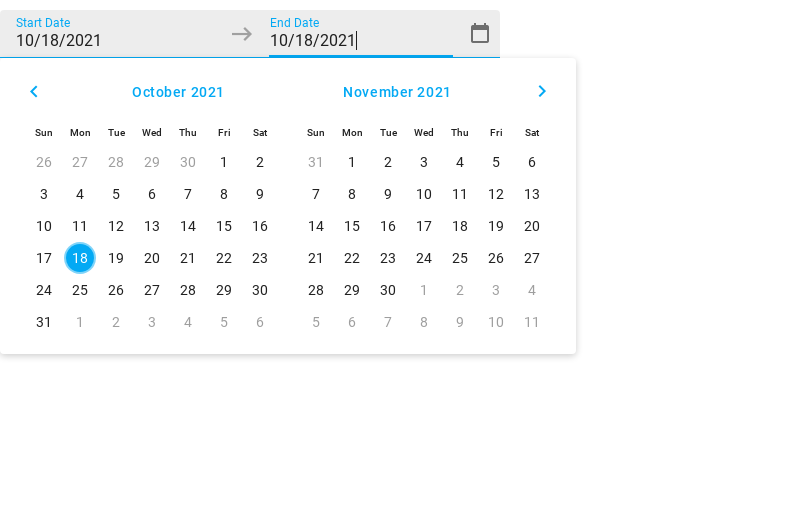 Start Date
10/18/2021
End Date
10/18/2021
October 2021
Sun Mon Tue Wed Thu Fri Sat
26 27 28 29 30 1 2
3 4 5 6 7 8 9
10 11 12 13 14 15 16
17 18 19 20 21 22 23
24 25 26 27 28 29 30
31 1 2 3 4 5 6
November 2021
Sun Mon Tue Wed Thu Fri Sat
31 1 2 3 4 5 6
7 8 9 10 11 12 13
14 15 16 17 18 19 20
21 22 23 24 25 26 27
28 29 30 1 2 3 4
5 6 7 8 9 10 11